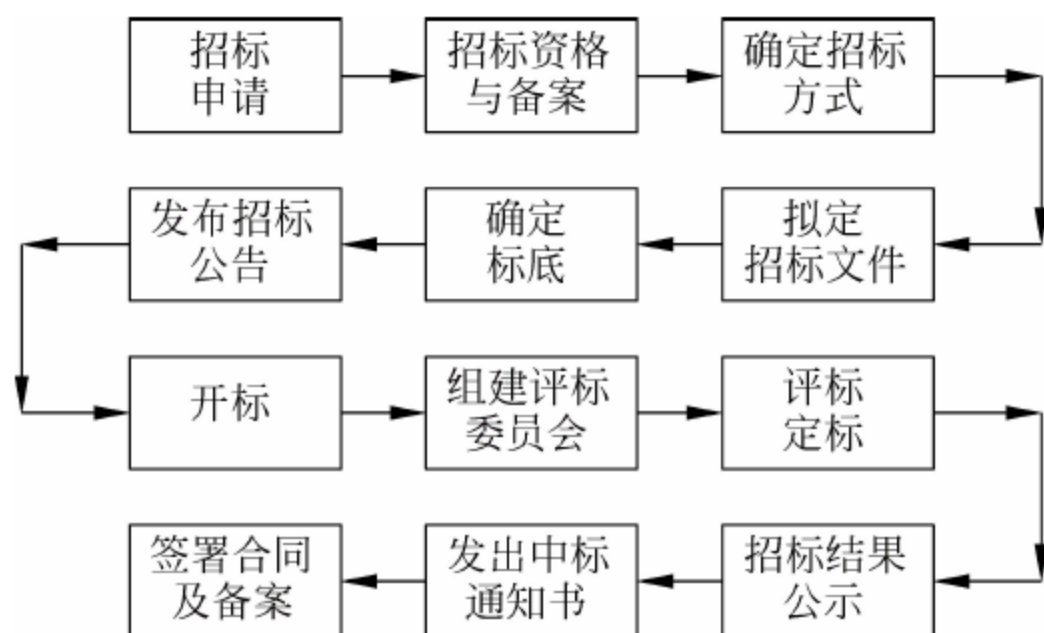 招标
申请
招标资格
与备案
确定招标
方式
发布招标
公告
确定
标底
拟定
招标文件
开标
组建评标
委员会
评标
定标
签署合同
及备案
发出中标
通知书
招标结果
公示